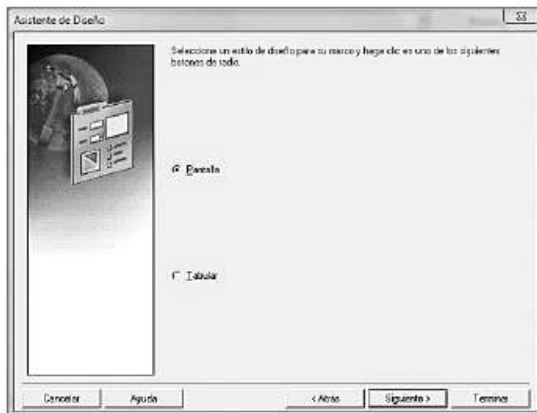 Asistente de Diseño
Seleccione un estilo de diseño para su marco y haga clic en uno de los siguientes
botones de radio.
Pantalla
Tabular
Cancelar
Ayuda
< Atrás
Siguiente >
Terminar